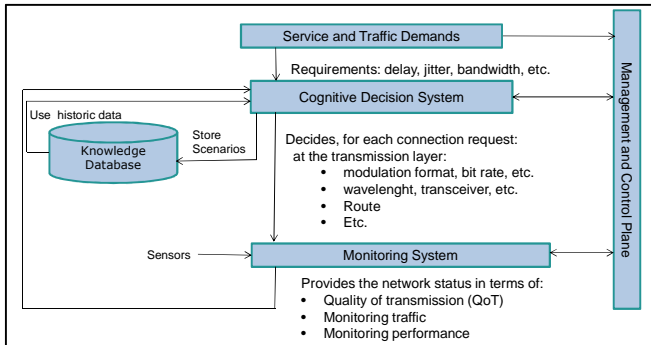 Service and Traffic Demands
Requirements: delay, jitter, bandwidth, etc.
Cognitive Decision System
Use historic data
Store
Scenarios
Knowledge
Database
Decides, for each connection request:
at the transmission layer:
• modulation format, bit rate, etc.
• wavelenght, transceiver, etc.
• Route
• Etc.
Sensors
Monitoring System
Provides the network status in terms of:
• Quality of transmission (QoT)
• Monitoring traffic
• Monitoring performance
Management and Control Plane